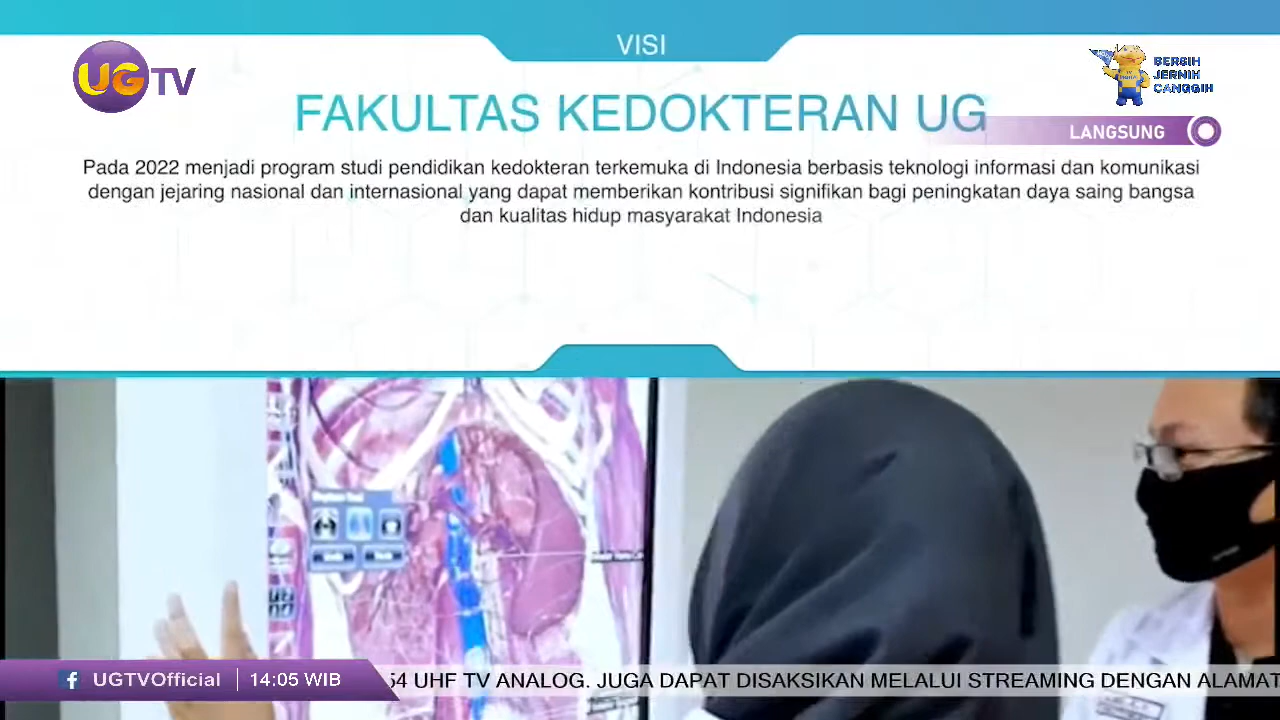 VISI
UGTV
BERSIH
JERNIH
CANGGIH
FAKULTAS KEDOKTERAN UG
LANGSUNG
Pada 2022 menjadi program studi pendidikan kedokteran terkemuka di Indonesia berbasis teknologi informasi dan komunikasi
dengan jejaring nasional dan internasional yang dapat memberikan kontribusi signifikan bagi peningkatan daya saing bangsa
dan kualitas hidup masyarakat Indonesia
UGTVOfficial 14:05 WIB
54 UHF TV ANALOG. JUGA DAPAT DISAKSIKAN MELALUI STREAMING DENGAN ALAMAT